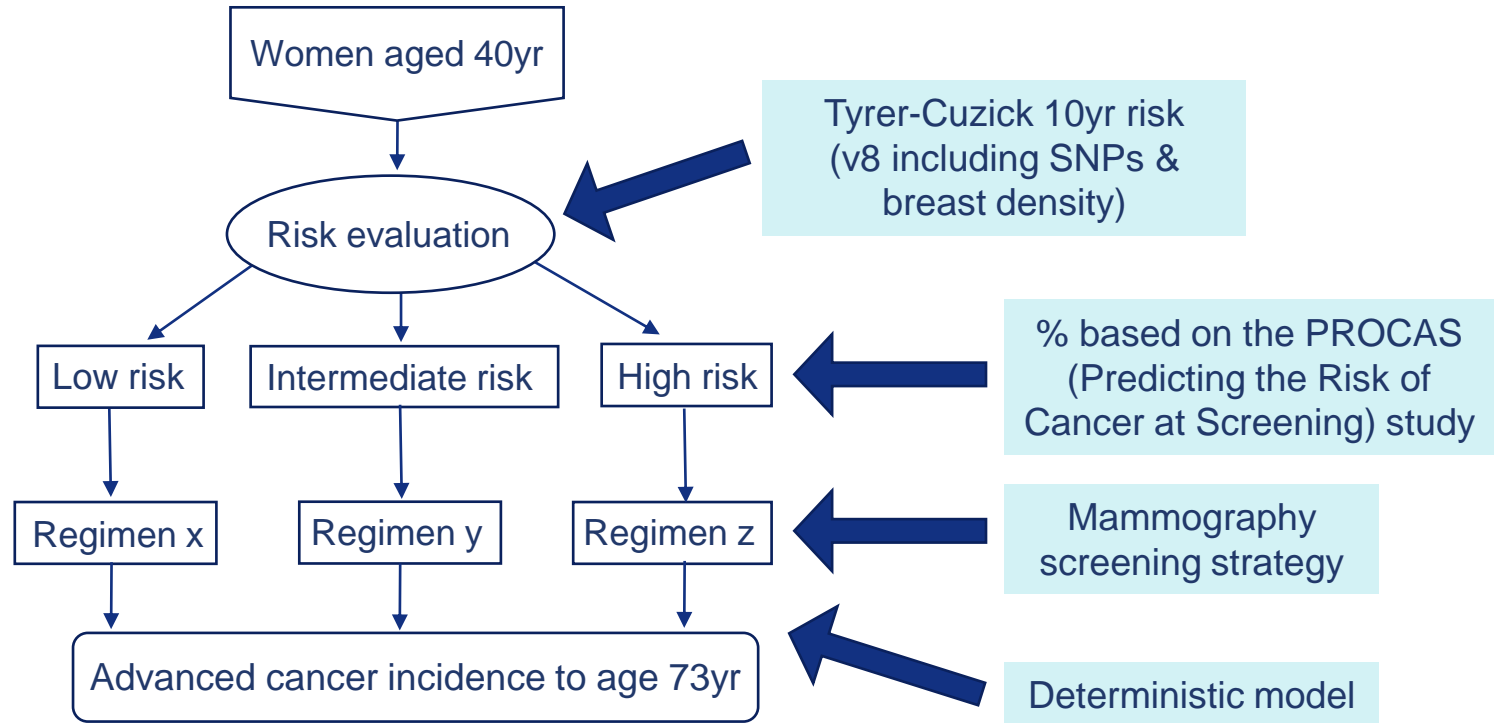 Women aged 40yr
Tyrer-Cuzick 10yr risk
(v8 including SNPs &
breast density)
Risk evaluation
% based on the PROCAS
(Predicting the Risk of
Cancer at Screening) study
Low risk
Intermediate risk
High risk
Regimen x
Regimen y
Regimen z
Mammography
screening strategy
Advanced cancer incidence to age 73yr
Deterministic model